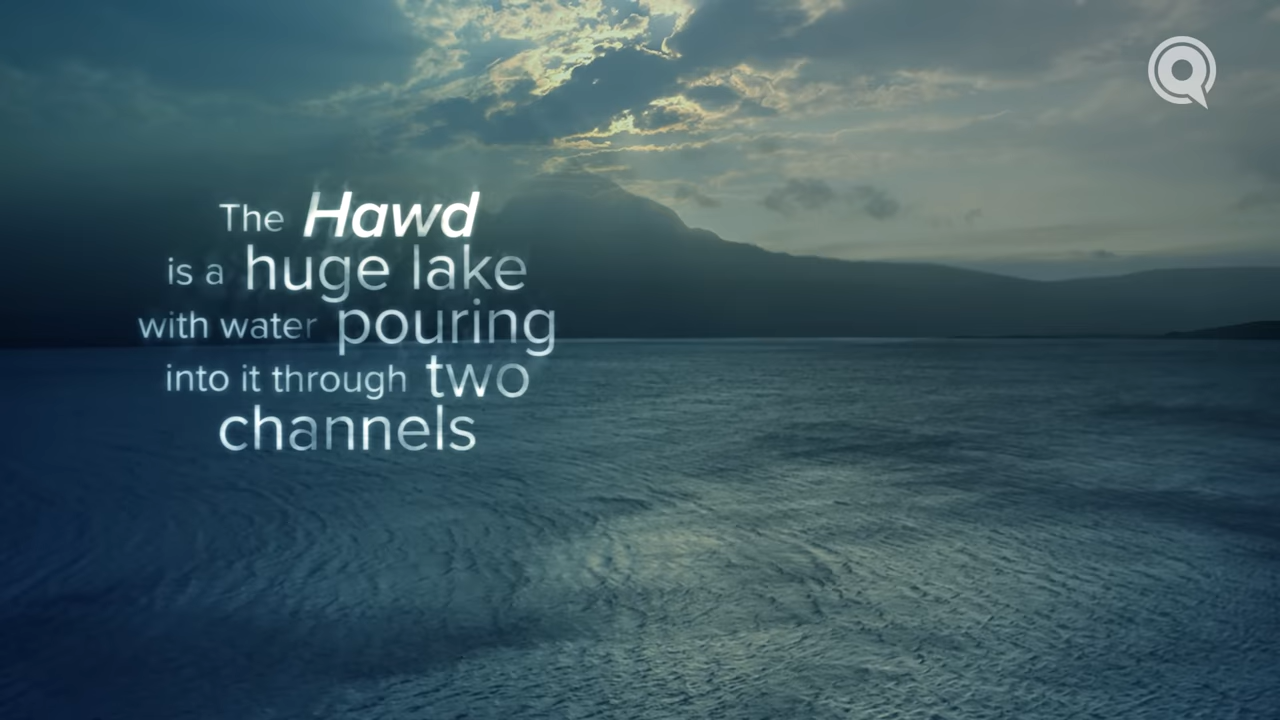 The Hawd
is a huge lake
with water pouring
into it through two
channels